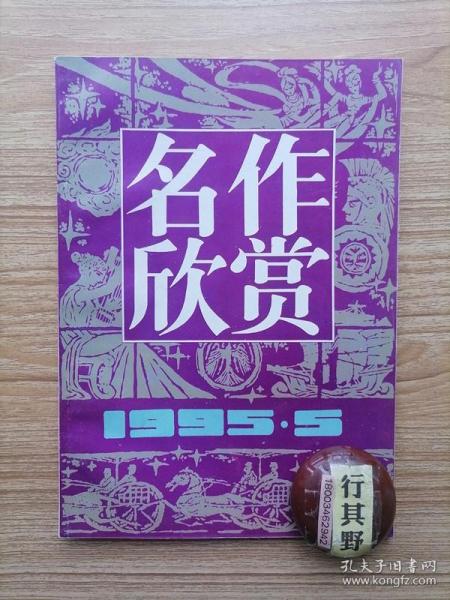 名作
欣赏
1995·5
行其野
18003462942
孔夫子旧书网
www.kongfz.com